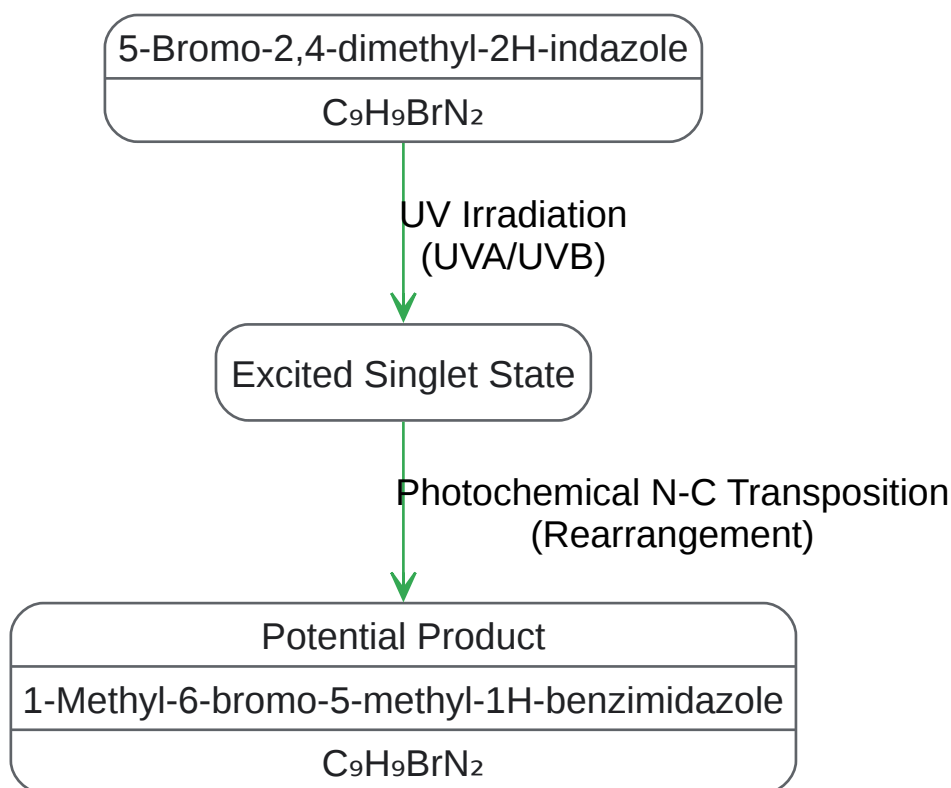 5-Bromo-2,4-dimethyl-2H-indazole
C₉H₉BrN₂
UV Irradiation
(UVA/UVB)
Excited Singlet State
Photochemical N-C Transposition
(Rearrangement)
Potential Product
1-Methyl-6-bromo-5-methyl-1H-benzimidazole
C₉H₉BrN₂